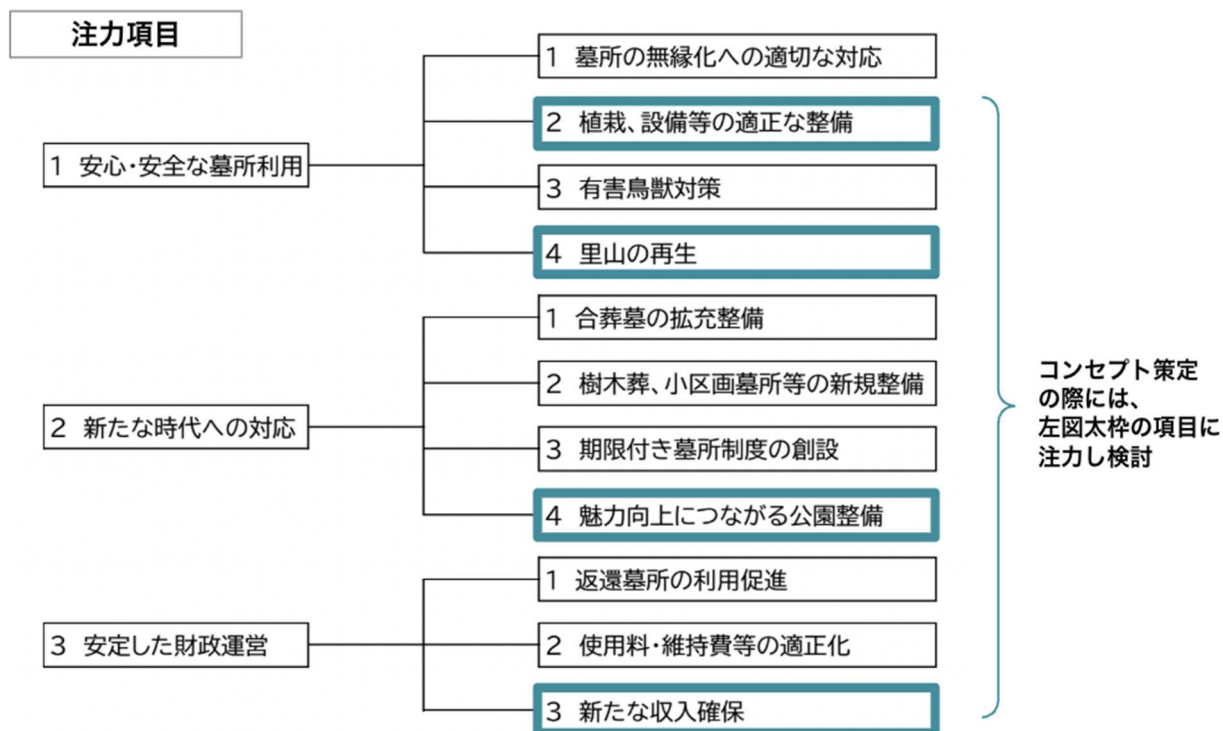 注力項目
1 安心・安全な墓所利用
1 墓所の無縁化への適切な対応
2 植栽、設備等の適正な整備
3 有害鳥獣対策
4 里山の再生
2 新たな時代への対応
1 合葬墓の拡充整備
2 樹木葬、小区画墓所等の新規整備
3 期限付き墓所制度の創設
4 魅力向上につながる公園整備
3 安定した財政運営
1 返還墓所の利用促進
2 使用料・維持費等の適正化
3 新たな収入確保
コンセプト策定
の際には、
左図太枠の項目に
注力し検討